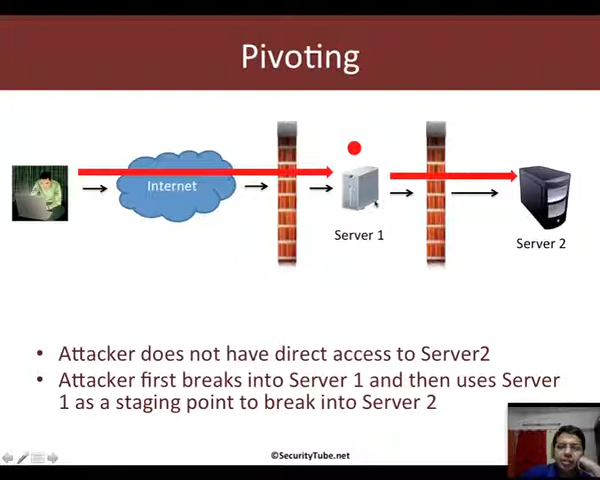 Pivoting
Internet
Server 1
Server 2
• Attacker does not have direct access to Server2
• Attacker first breaks into Server 1 and then uses Server
1 as a staging point to break into Server 2
©SecurityTube.net